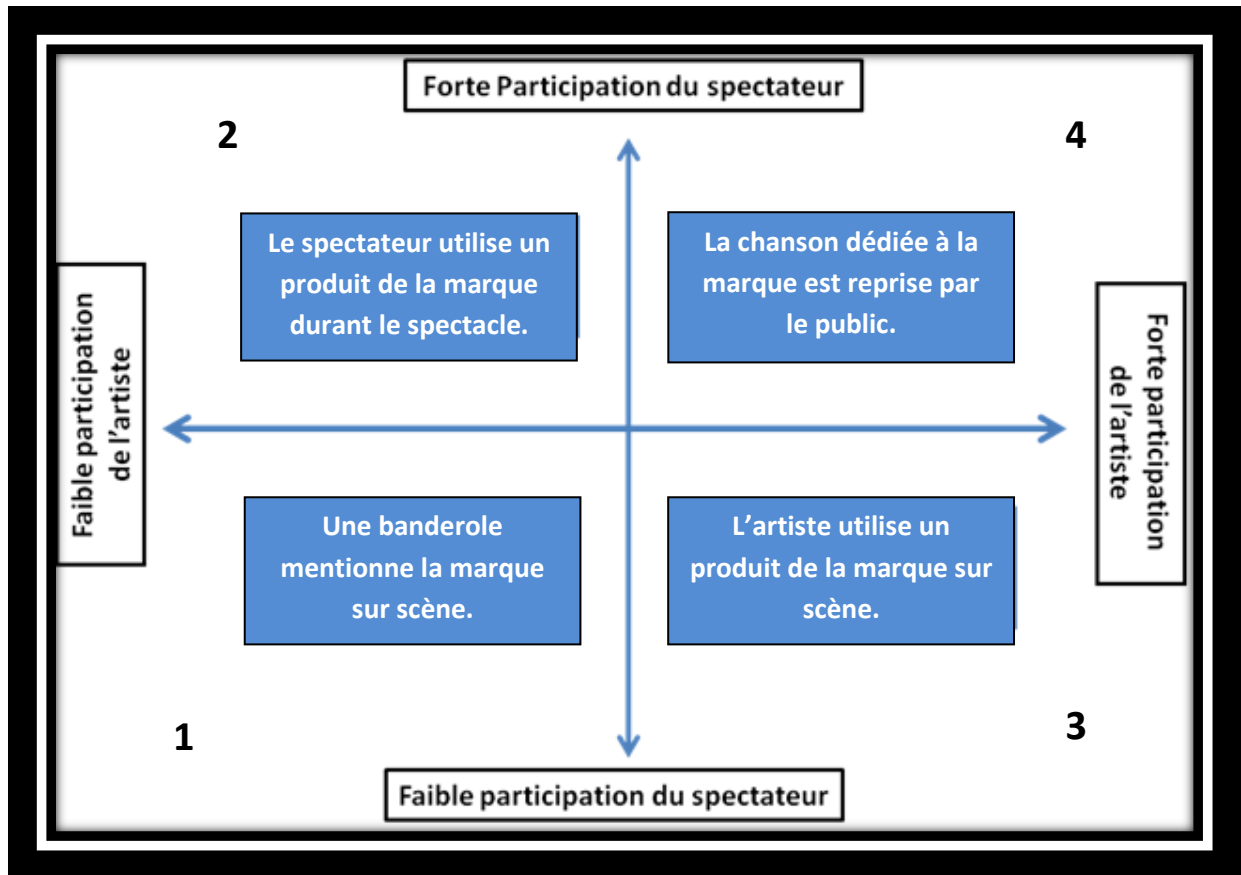 Forte Participation du spectateur
2
4
Le spectateur utilise un
produit de la marque
durant le spectacle.
La chanson dédiée à la
marque est reprise par
le public.
Faible participation
de l'artiste
Forte participation
de l'artiste
Une banderole
mentionne la marque
sur scène.
L'artiste utilise un
produit de la marque sur
scène.
1
3
Faible participation du spectateur